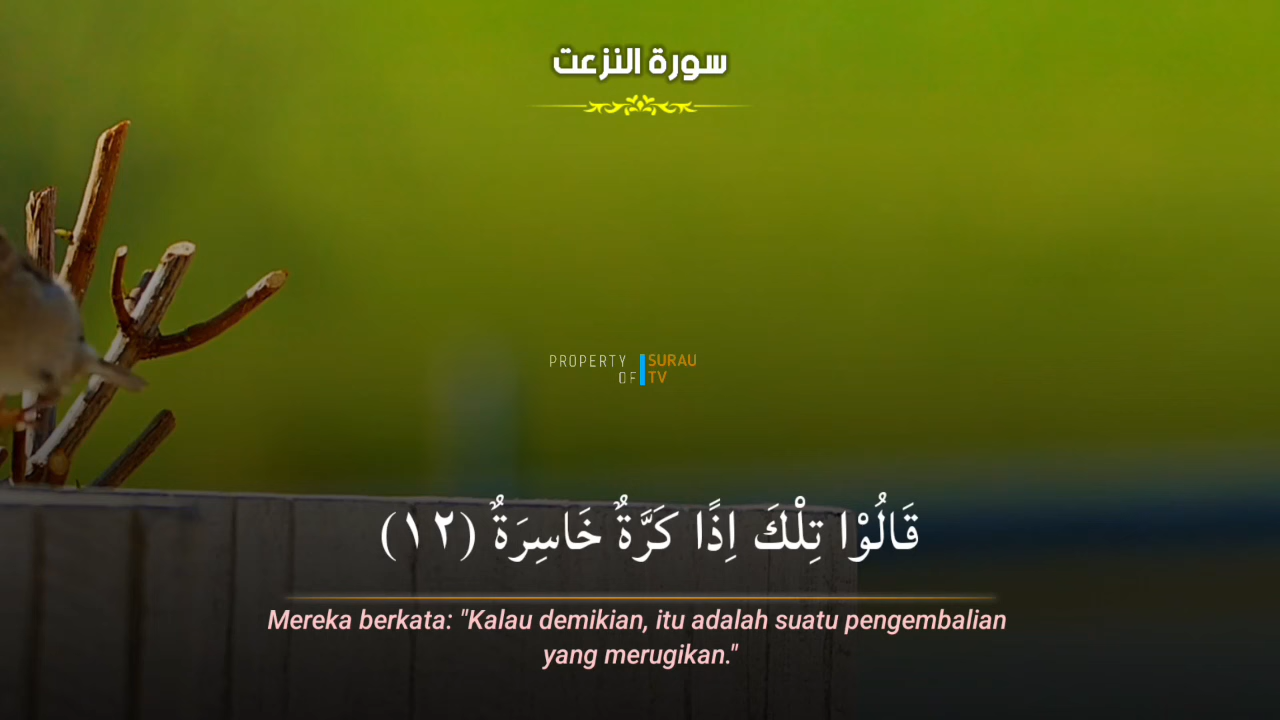 سورة النزعت
PROPERTY OF SURAU TV
قَالُوْا تِلْكَ اِذًا كَرَّةٌ خَاسِرَةٌ (١٢)
Mereka berkata: "Kalau demikian, itu adalah suatu pengembalian
yang merugikan."